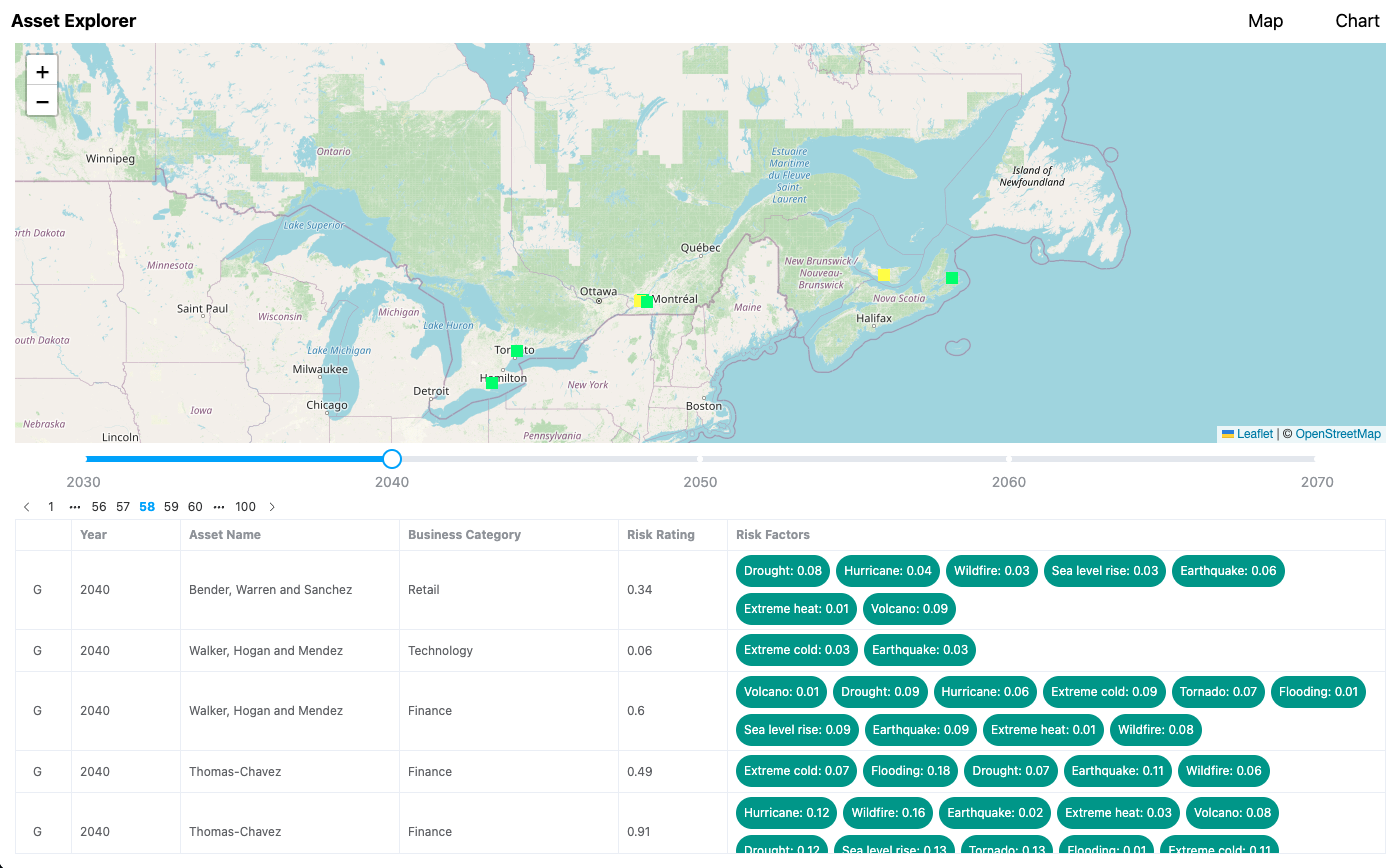 Asset Explorer Map Chart
+
−
Winnipeg
Ontario
Estuaire
Maritime
du Fleuve
Saint-
Laurent
Island of
Newfoundland
Lake Superior
rth Dakota
Minnesota
Québec
New Brunswick /
Nouveau-
Brunswick
Ottawa
Montréal
Nova Scotia
Saint Paul
Wisconsin
Michigan
Lake Huron
Maine
Halifax
outh Dakota
Lake Michigan
Toronto
Milwaukee
Hamilton
New York
Detroit
Chicago
Boston
Iowa
Nebraska
Lincoln
Pennsylvania
Leaflet | © OpenStreetMap
2030 2040 2050 2060 2070
< 1 ••• 56 57 58 59 60 ••• 100 >
Year Asset Name Business Category Risk Rating Risk Factors
G 2040 Bender, Warren and Sanchez Retail 0.34
Drought: 0.08 Hurricane: 0.04 Wildfire: 0.03 Sea level rise: 0.03 Earthquake: 0.06
Extreme heat: 0.01 Volcano: 0.09
G 2040 Walker, Hogan and Mendez Technology 0.06
Extreme cold: 0.03 Earthquake: 0.03
G 2040 Walker, Hogan and Mendez Finance 0.6
Volcano: 0.01 Drought: 0.09 Hurricane: 0.06 Extreme cold: 0.09 Tornado: 0.07 Flooding: 0.01
Sea level rise: 0.09 Earthquake: 0.09 Extreme heat: 0.01 Wildfire: 0.08
G 2040 Thomas-Chavez Finance 0.49
Extreme cold: 0.07 Flooding: 0.18 Drought: 0.07 Earthquake: 0.11 Wildfire: 0.06
G 2040 Thomas-Chavez Finance 0.91
Hurricane: 0.12 Wildfire: 0.16 Earthquake: 0.02 Extreme heat: 0.03 Volcano: 0.08
Drought: 0.12 Sea level rise: 0.13 Tornado: 0.13 Flooding: 0.01 Extreme cold: 0.11